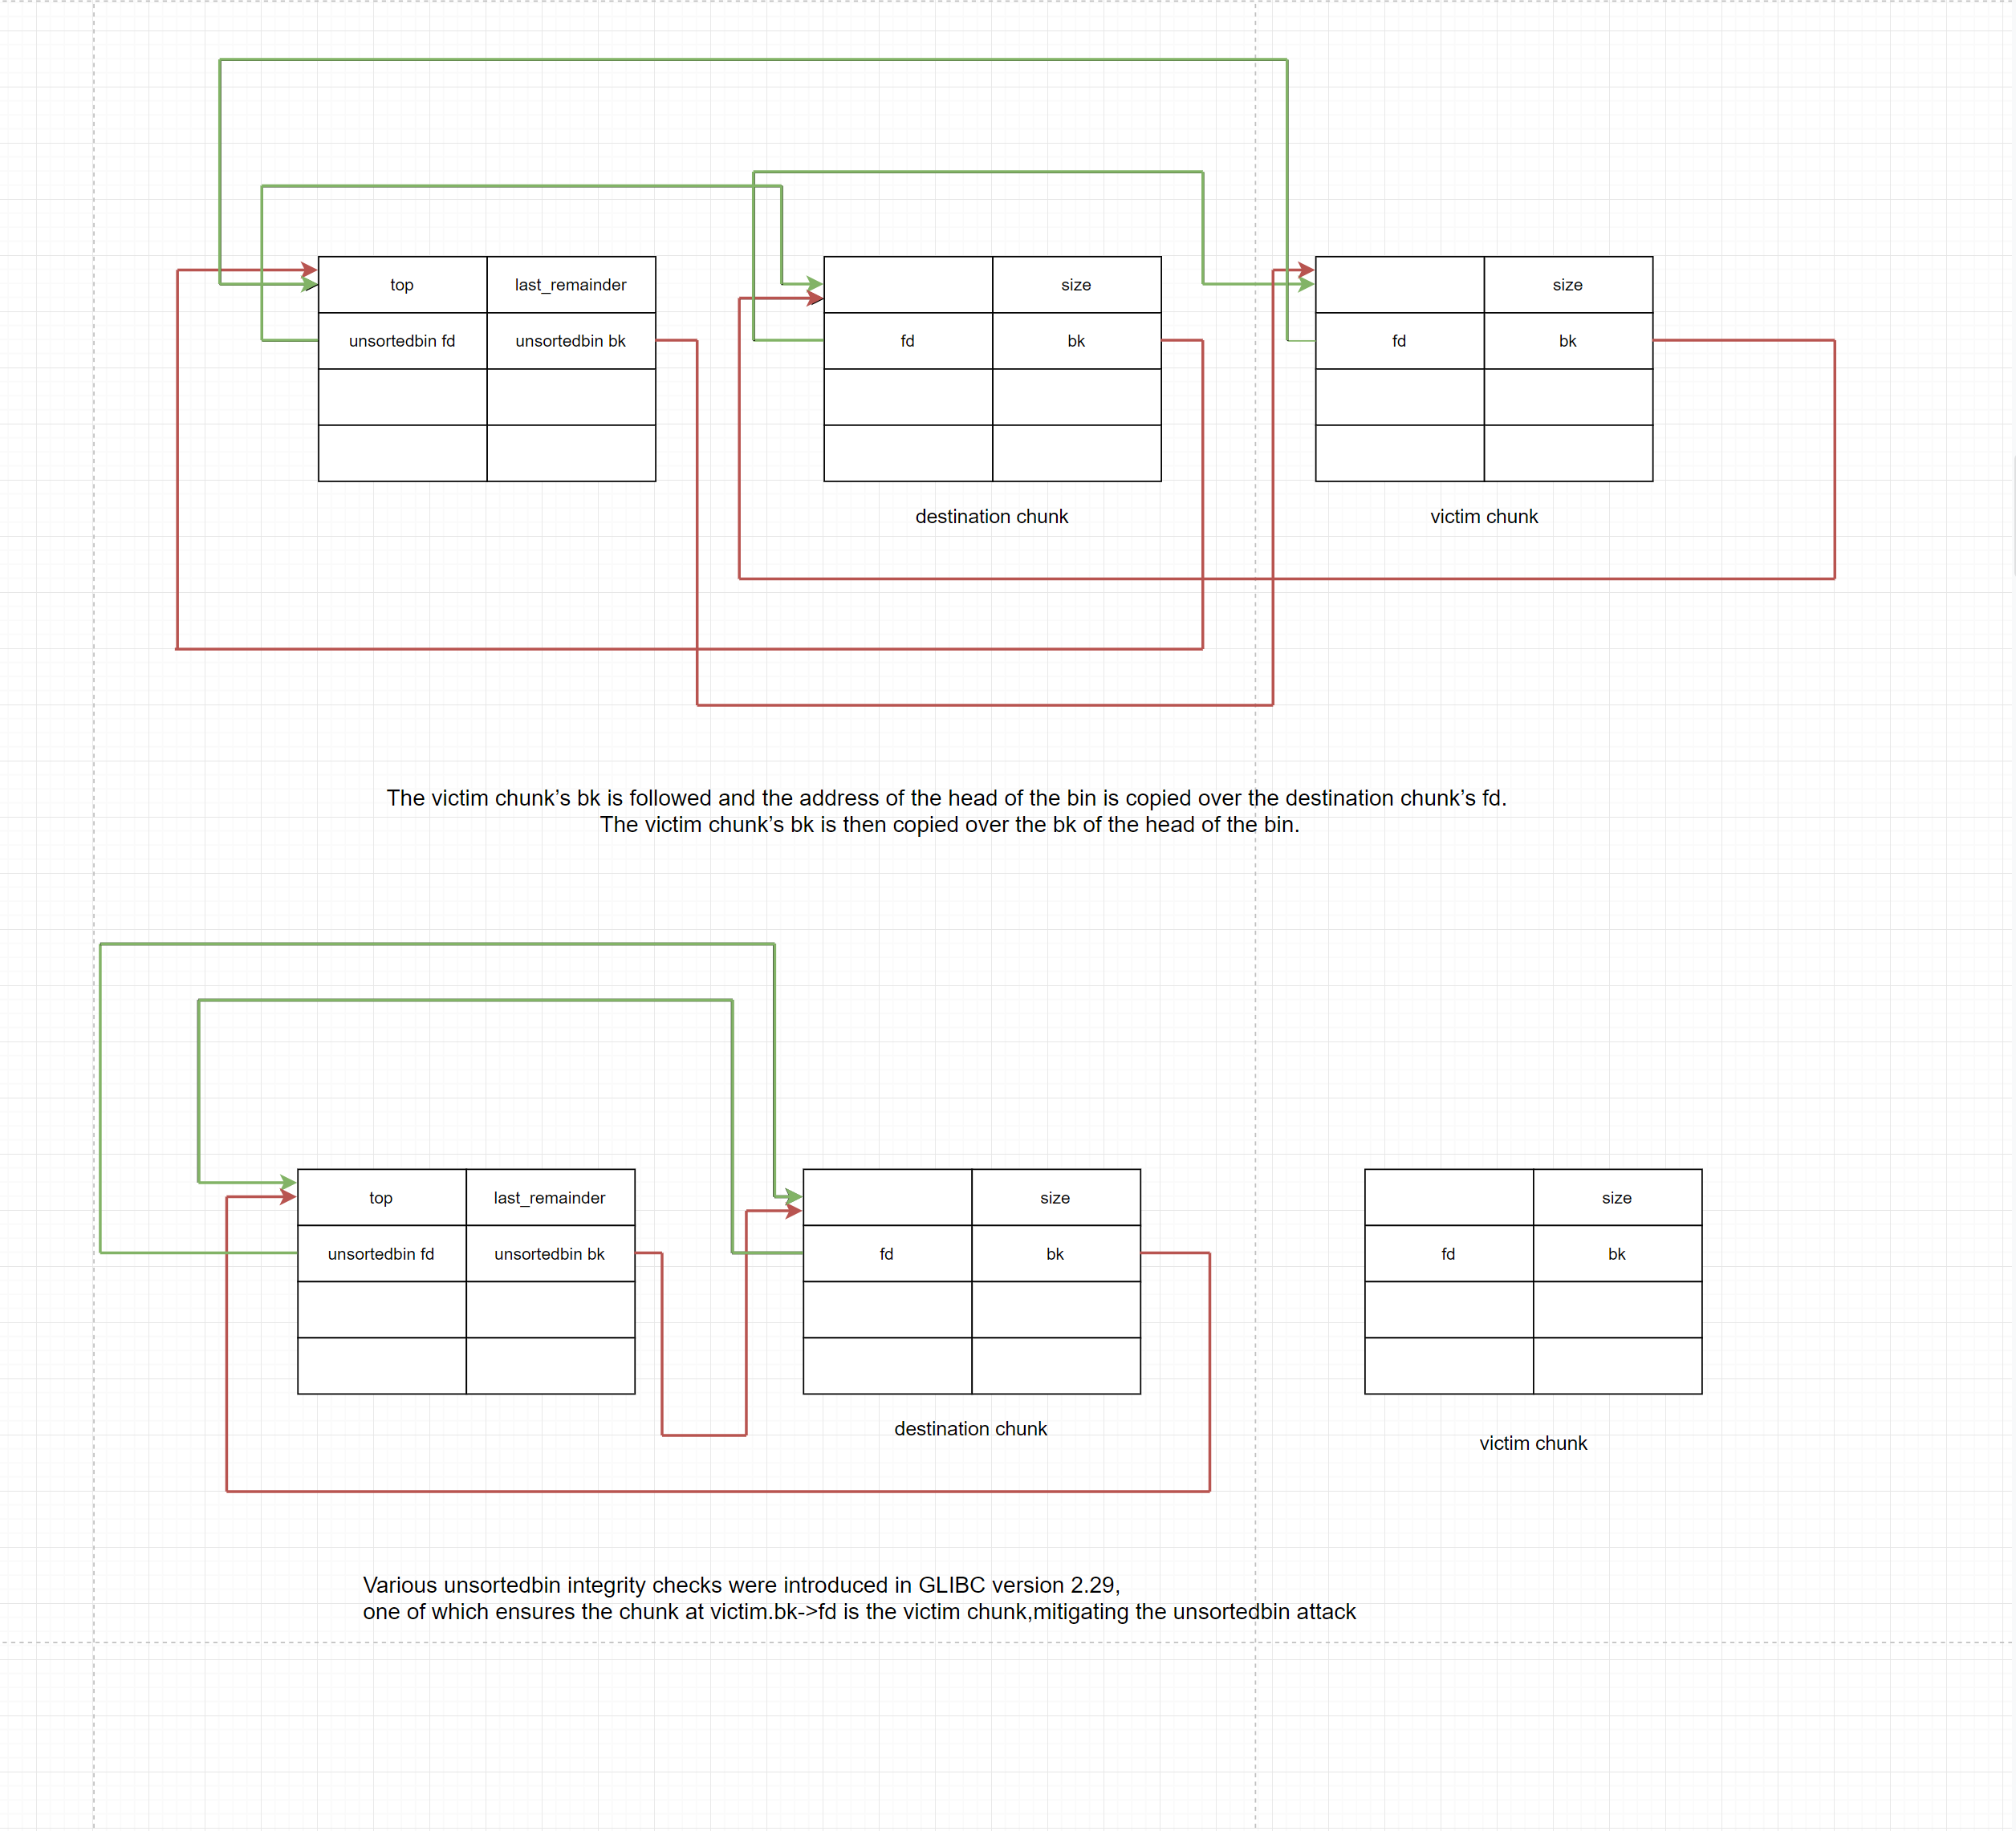 top
last_remainder
size
size
unsortedbin fd
unsortedbin bk
fd
bk
fd
bk
destination chunk
victim chunk
The victim chunk’s bk is followed and the address of the head of the bin is copied over the destination chunk’s fd.
The victim chunk’s bk is then copied over the bk of the head of the bin.
top
last_remainder
size
size
unsortedbin fd
unsortedbin bk
fd
bk
fd
bk
destination chunk
victim chunk
Various unsortedbin integrity checks were introduced in GLIBC version 2.29,
one of which ensures the chunk at victim.bk->fd is the victim chunk,mitigating the unsortedbin attack